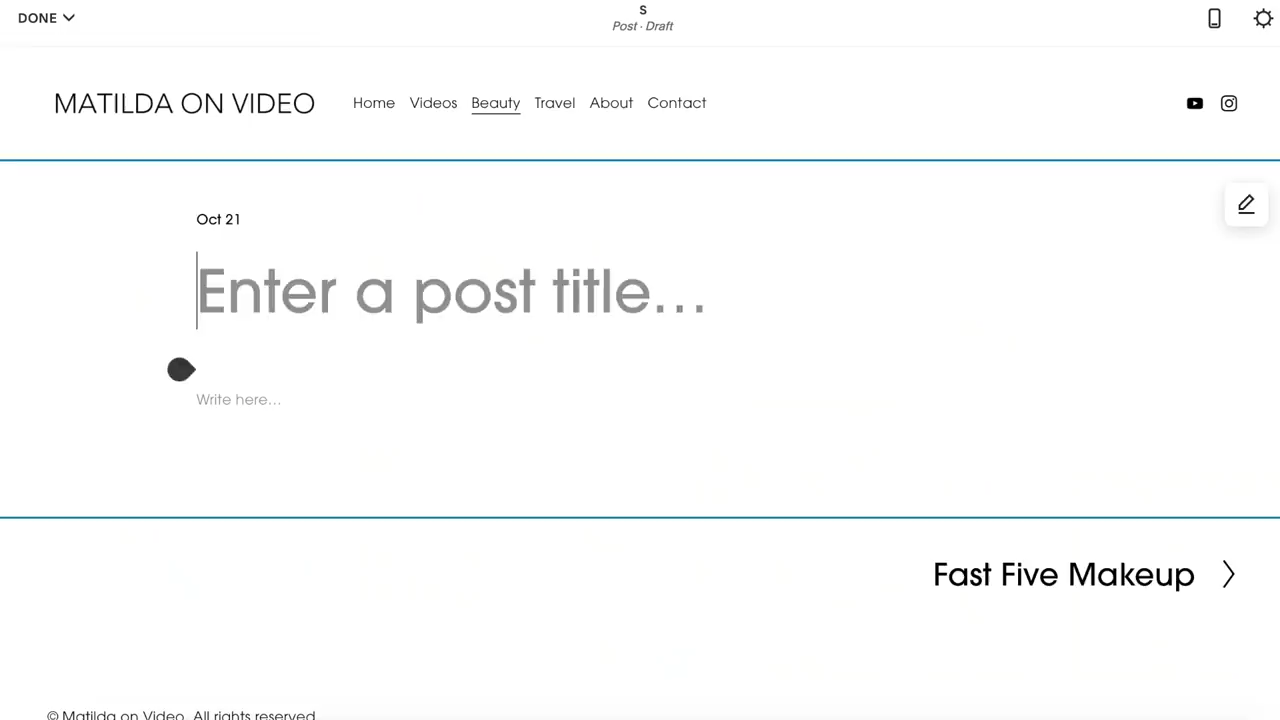 DONE
S
Post · Draft
MATILDA ON VIDEO
Home Videos Beauty Travel About Contact
Oct 21
Enter a post title...
Write here...
Fast Five Makeup
© Matilda on Video. All rights reserved.